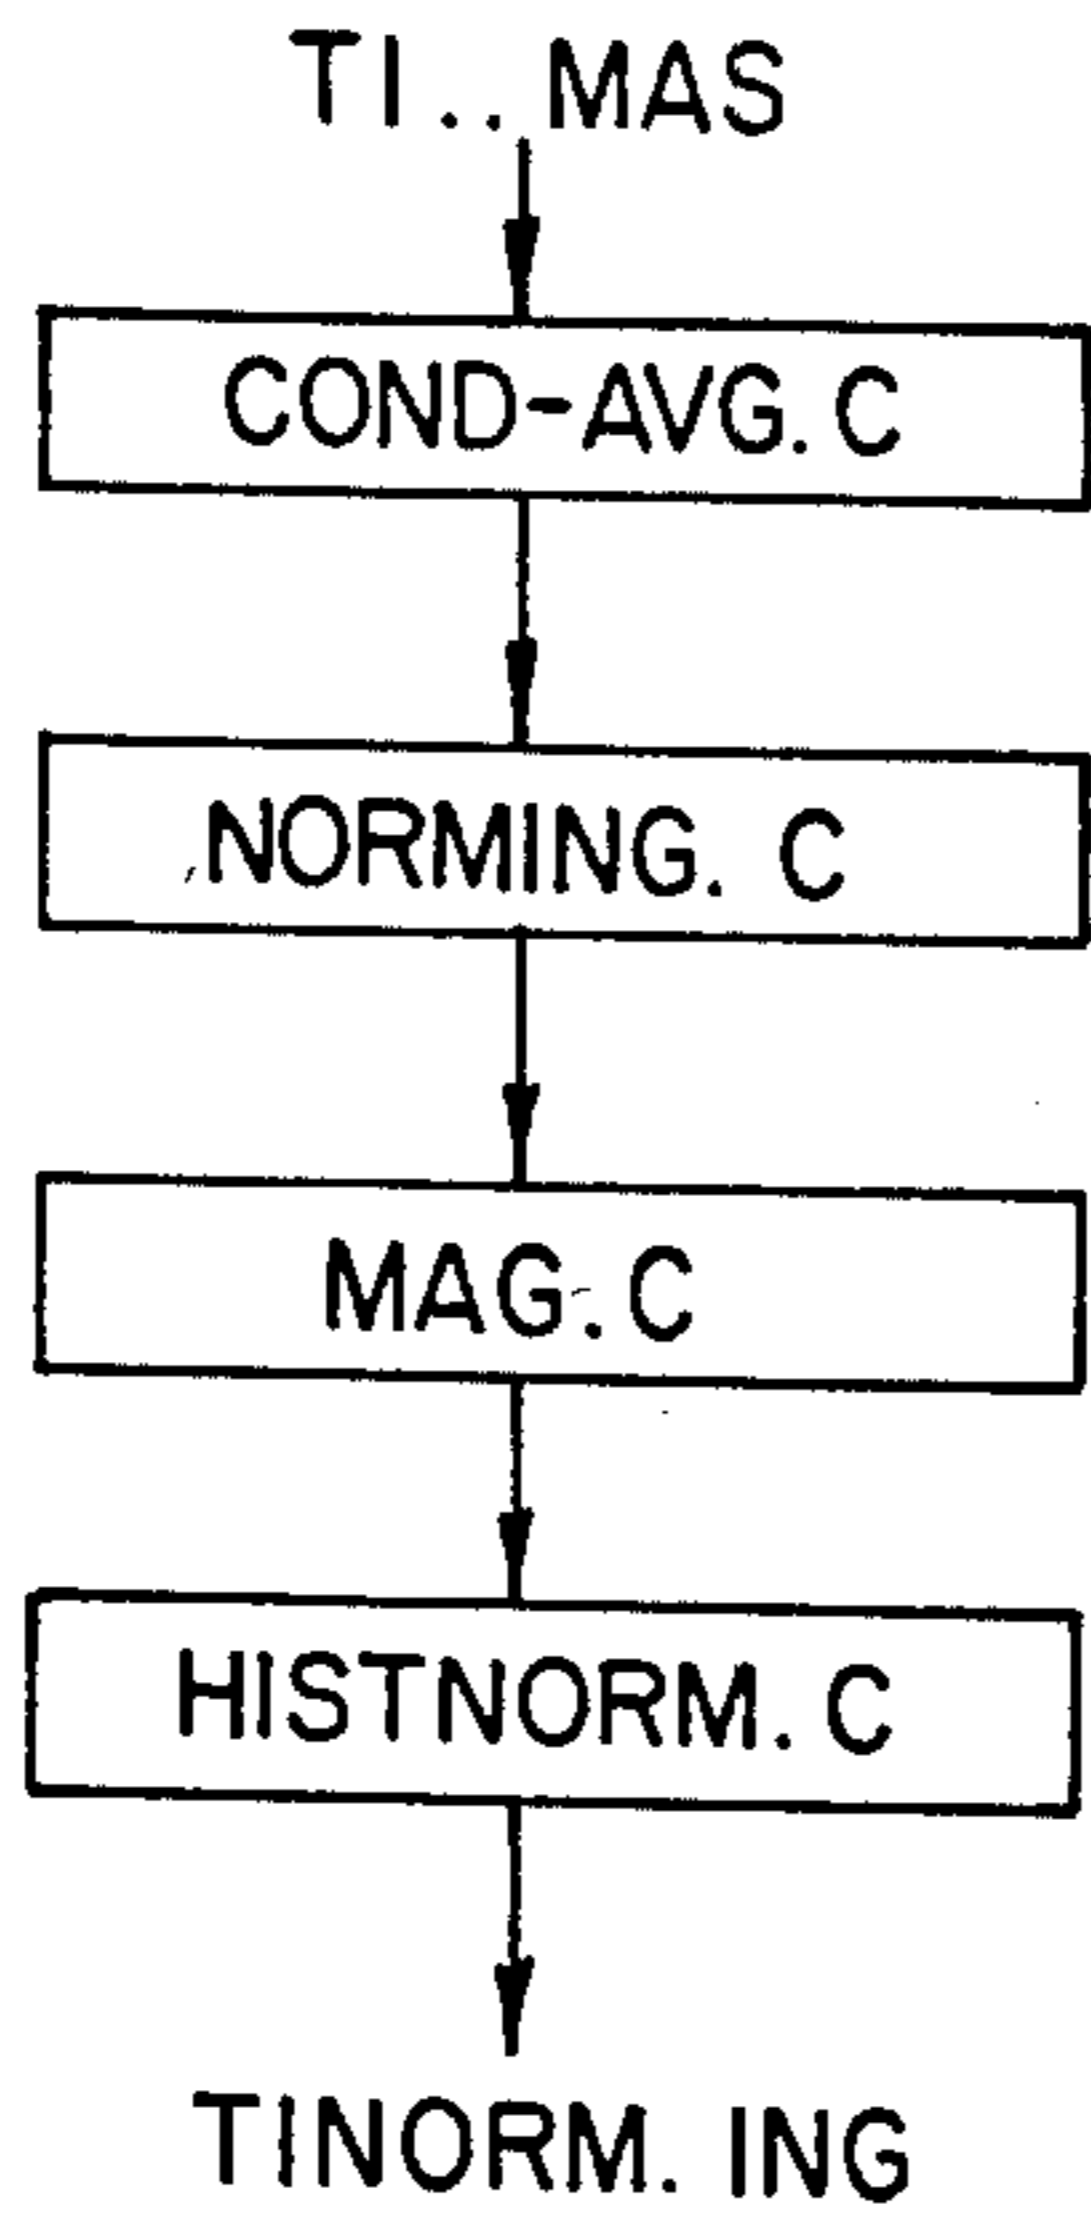 TI.. MAS
COND-AVG. C
NORMING. C
MAG. C
HISTNORM. C
TINORM. ING